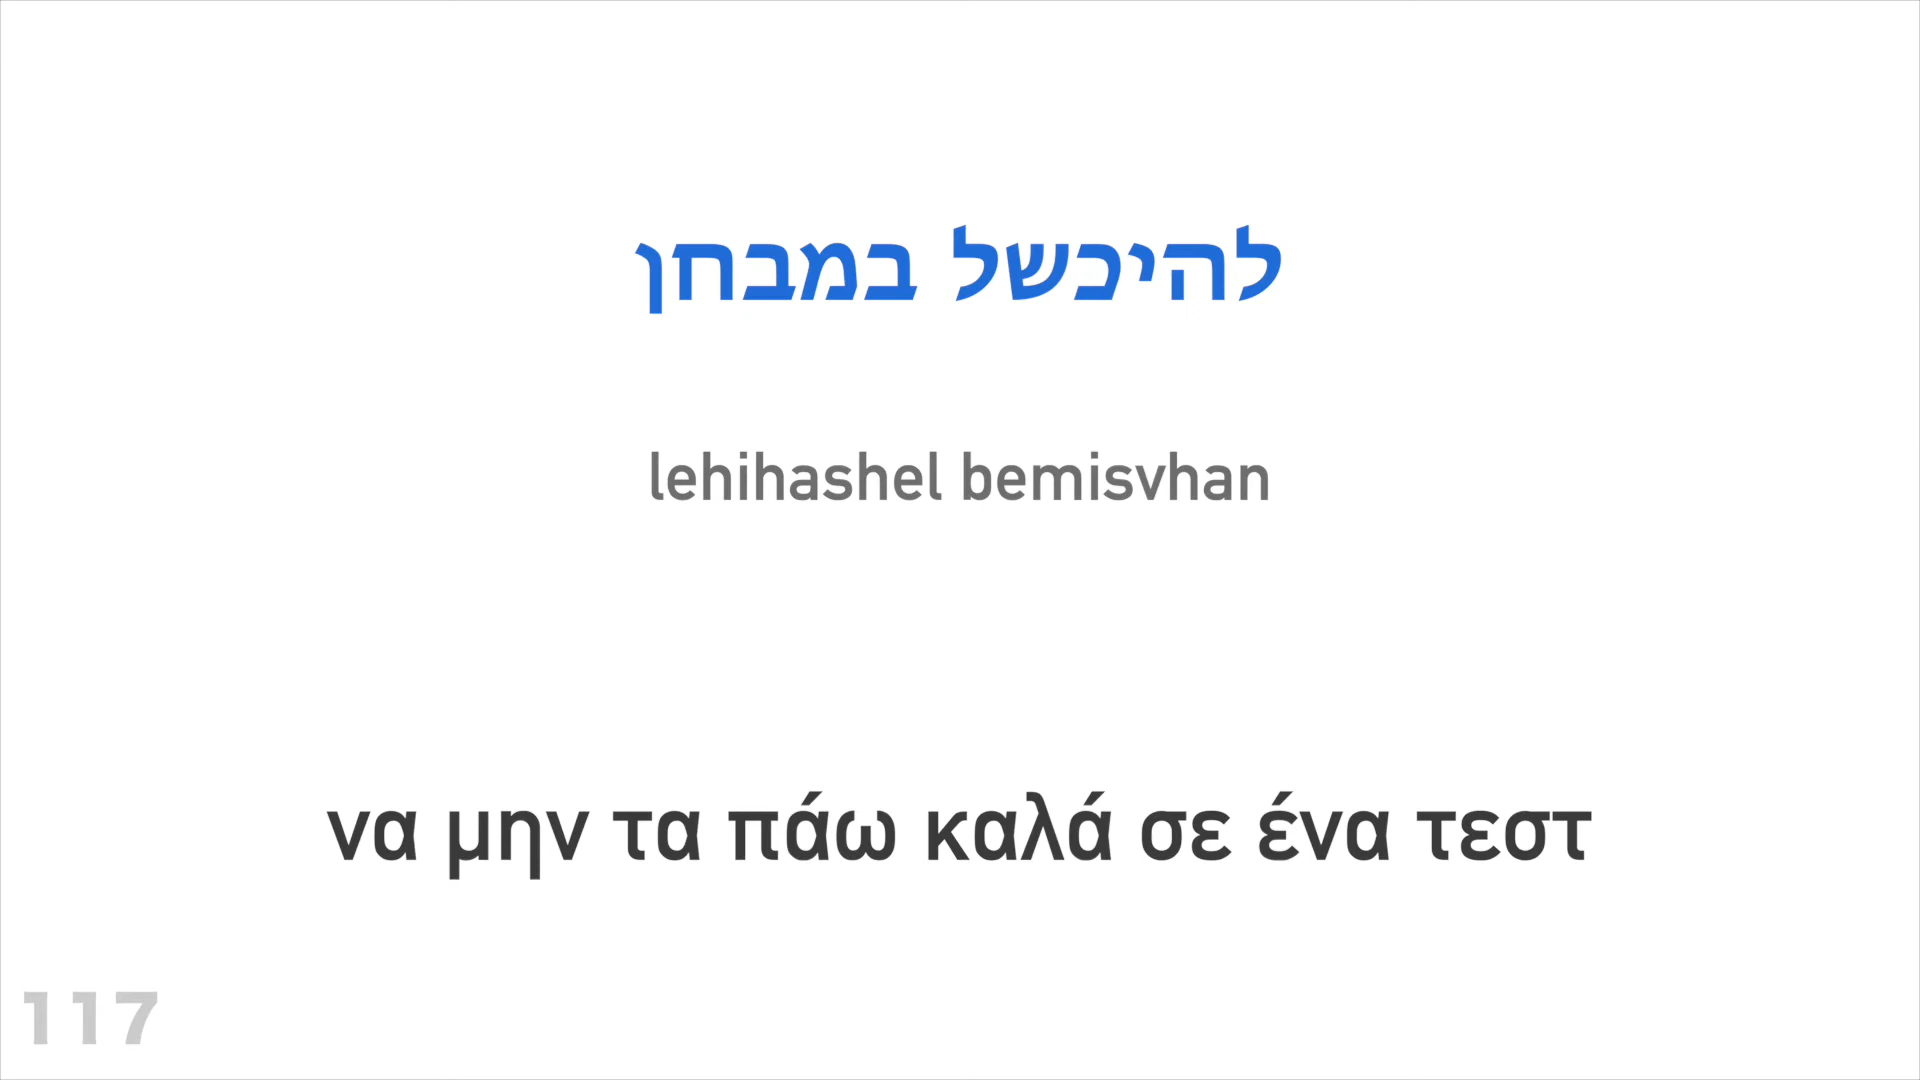 להיכשל במבחן
lehihashel bemisvhan
να μην τα πάω καλά σε ένα τεστ
117